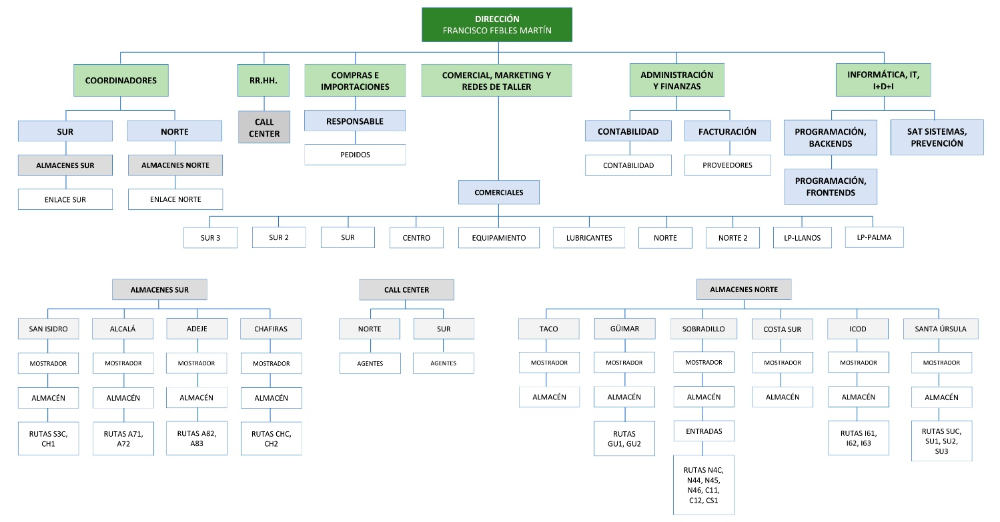 DIRECCIÓN
FRANCISCO FEBLES MARTÍN
COORDINADORES
RR.HH.
COMPRAS E
IMPORTACIONES
COMERCIAL, MARKETING Y
REDES DE TALLER
ADMINISTRACIÓN
Y FINANZAS
INFORMÁTICA, IT,
I+D+I
SUR
NORTE
CALL
CENTER
RESPONSABLE
CONTABILIDAD
FACTURACIÓN
PROGRAMACIÓN,
BACKENDS
SAT SISTEMAS,
PREVENCIÓN
ALMACENES SUR
ALMACENES NORTE
PEDIDOS
CONTABILIDAD
PROVEEDORES
PROGRAMACIÓN,
FRONTENDS
ENLACE SUR
ENLACE NORTE
COMERCIALES
SUR 3
SUR 2
SUR
CENTRO
EQUIPAMIENTO
LUBRICANTES
NORTE
NORTE 2
LP-LLANOS
LP-PALMA
ALMACENES SUR
SAN ISIDRO
ALCALÁ
ADEJE
CHAFIRAS
MOSTRADOR
MOSTRADOR
MOSTRADOR
MOSTRADOR
ALMACÉN
ALMACÉN
ALMACÉN
ALMACÉN
RUTAS S3C,
CH1
RUTAS A71,
A72
RUTAS A82,
A83
RUTAS CHC,
CH2
CALL CENTER
NORTE
SUR
AGENTES
AGENTES
ALMACENES NORTE
TACO
GÜIMAR
SOBRADILLO
COSTA SUR
ICOD
SANTA ÚRSULA
MOSTRADOR
MOSTRADOR
MOSTRADOR
MOSTRADOR
MOSTRADOR
MOSTRADOR
ALMACÉN
ALMACÉN
ALMACÉN
ALMACÉN
ALMACÉN
ALMACÉN
RUTAS
GU1, GU2
ENTRADAS
RUTAS I61,
I62, I63
RUTAS SUC,
SU1, SU2,
SU3
RUTAS N4C,
N44, N45,
N46, C11,
C12, CS1